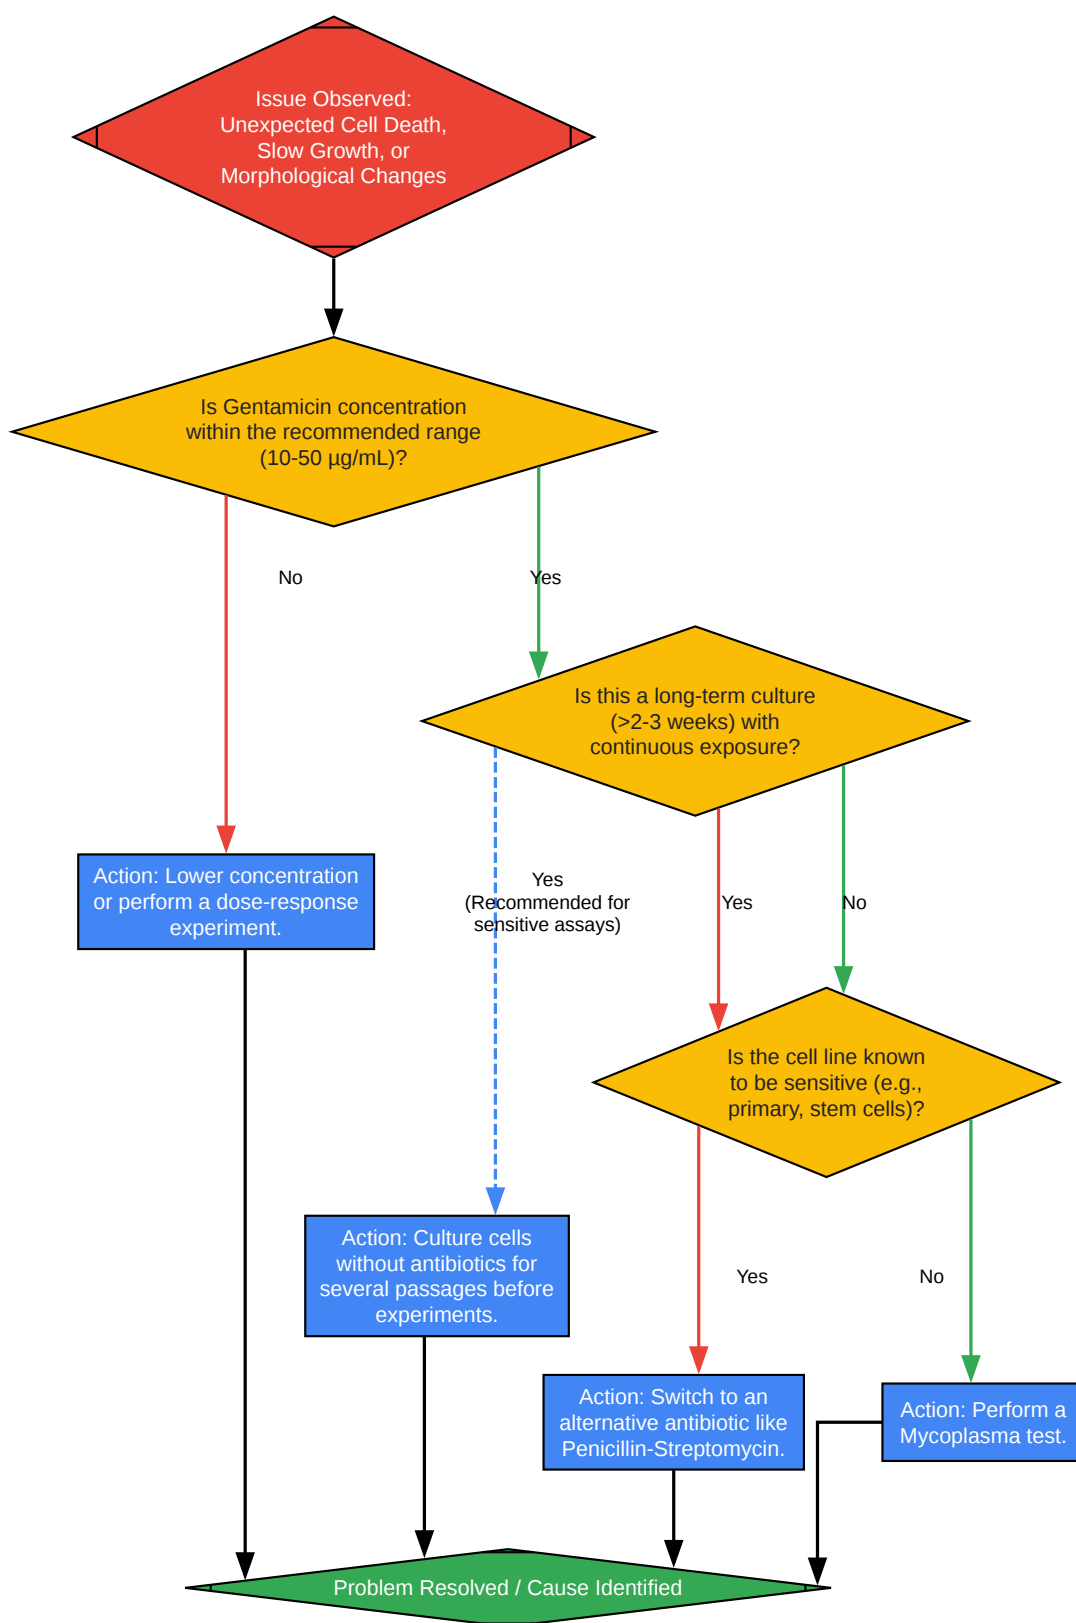 Issue Observed:
Unexpected Cell Death,
Slow Growth, or
Morphological Changes
Is Gentamicin concentration
within the recommended range
(10-50 µg/mL)?
No
Yes
Is this a long-term culture
(>2-3 weeks) with
continuous exposure?
Action: Lower concentration
or perform a dose-response
experiment.
Yes
(Recommended for
sensitive assays)
Yes
No
Is the cell line known
to be sensitive (e.g.,
primary, stem cells)?
Action: Culture cells
without antibiotics for
several passages before
experiments.
Yes
No
Action: Switch to an
alternative antibiotic like
Penicillin-Streptomycin.
Action: Perform a
Mycoplasma test.
Problem Resolved / Cause Identified